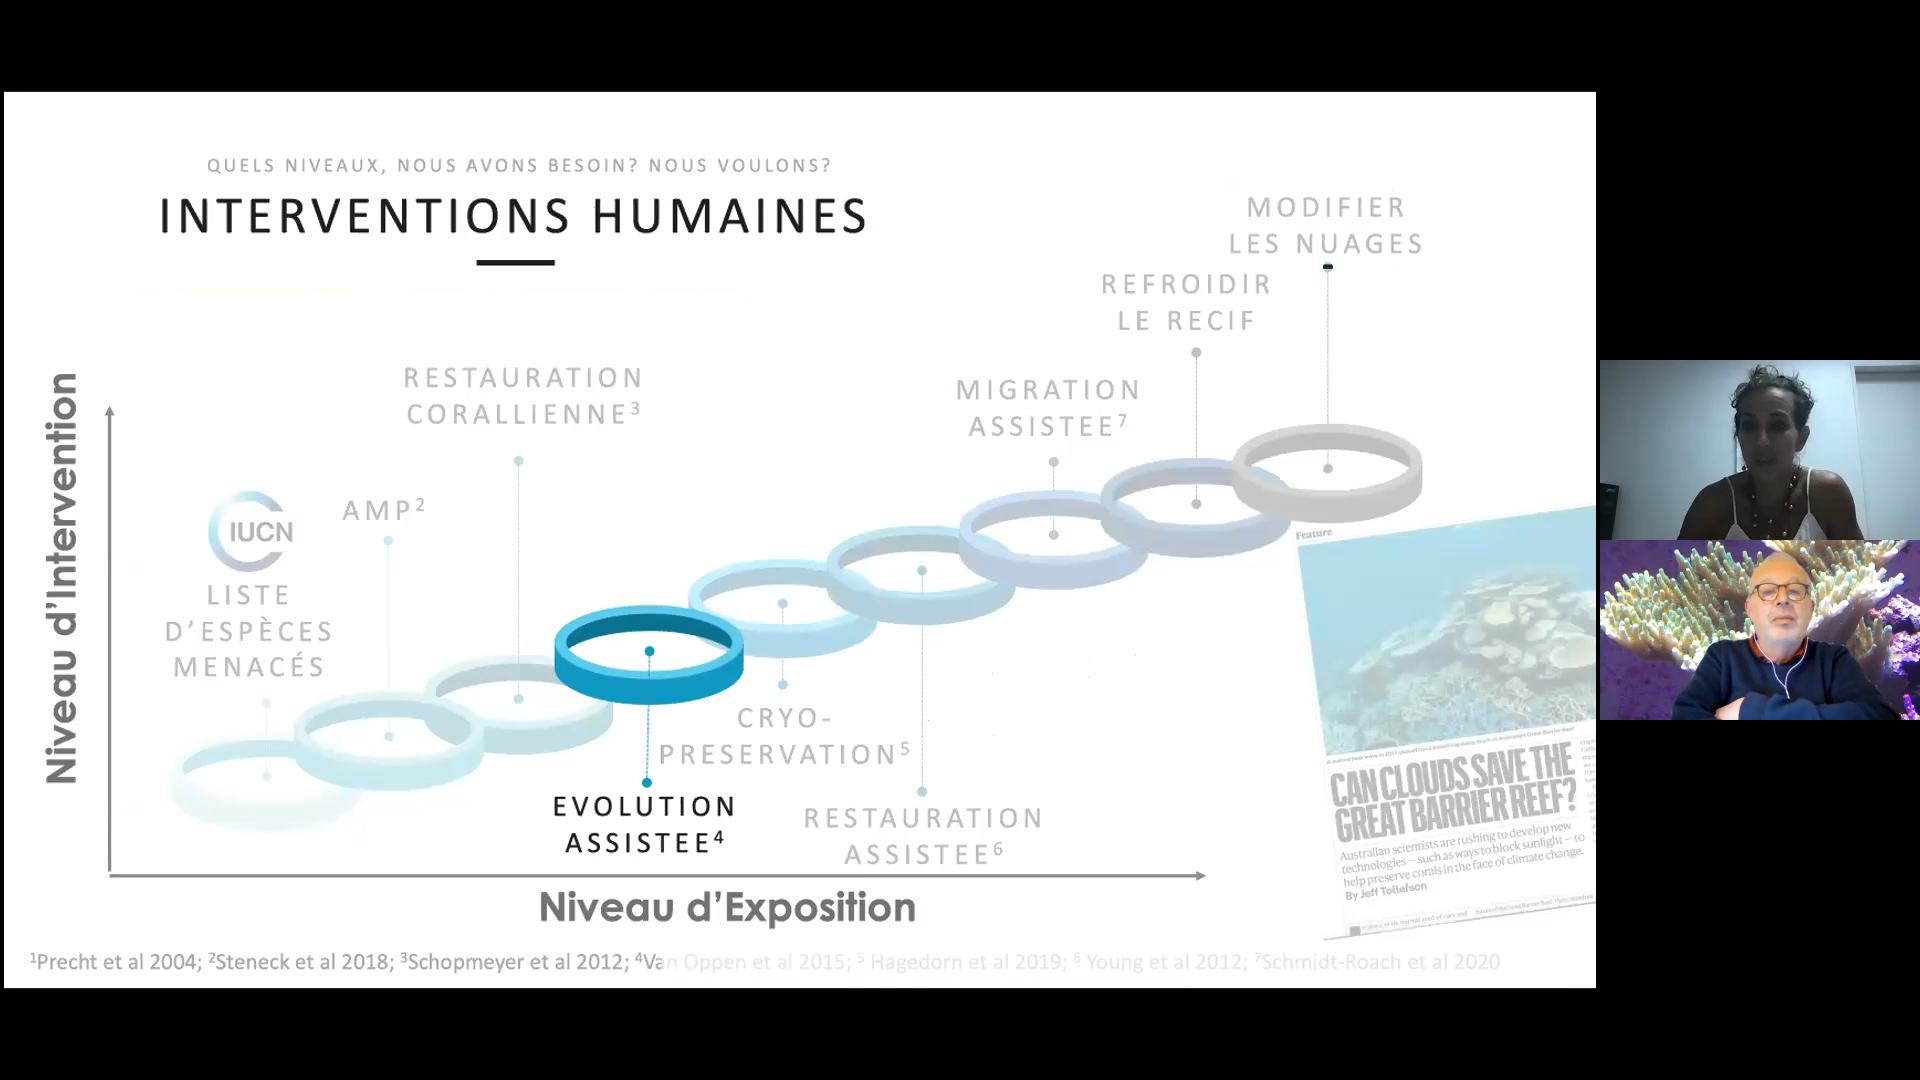 QUELS NIVEAUX, NOUS AVONS BESOIN? NOUS VOULONS?
INTERVENTIONS HUMAINES
MODIFIER
LES NUAGES
REFROIDIR
LE RECIF
MIGRATION
ASSISTEE⁷
RESTAURATION
CORALLIENNE³
AMP²
IUCN
LISTE
D’ESPÈCES
MENACÉS
CRYO-
PRESERVATION⁵
EVOLUTION
ASSISTEE⁴
RESTAURATION
ASSISTEE⁶
Niveau d’Intervention
Niveau d’Exposition
Feature
CAN CLOUDS SAVE THE
GREAT BARRIER REEF?
Australian scientists are rushing to develop new
technologies — such as ways to block sunlight — to
help preserve corals in the face of climate change.
By Jeff Tollefson
¹Precht et al 2004; ²Steneck et al 2018; ³Schopmeyer et al 2012; ⁴Van Oppen et al 2015; ⁵ Hagedorn et al 2019; ⁶ Young et al 2012; ⁷Schmidt-Roach et al 2020